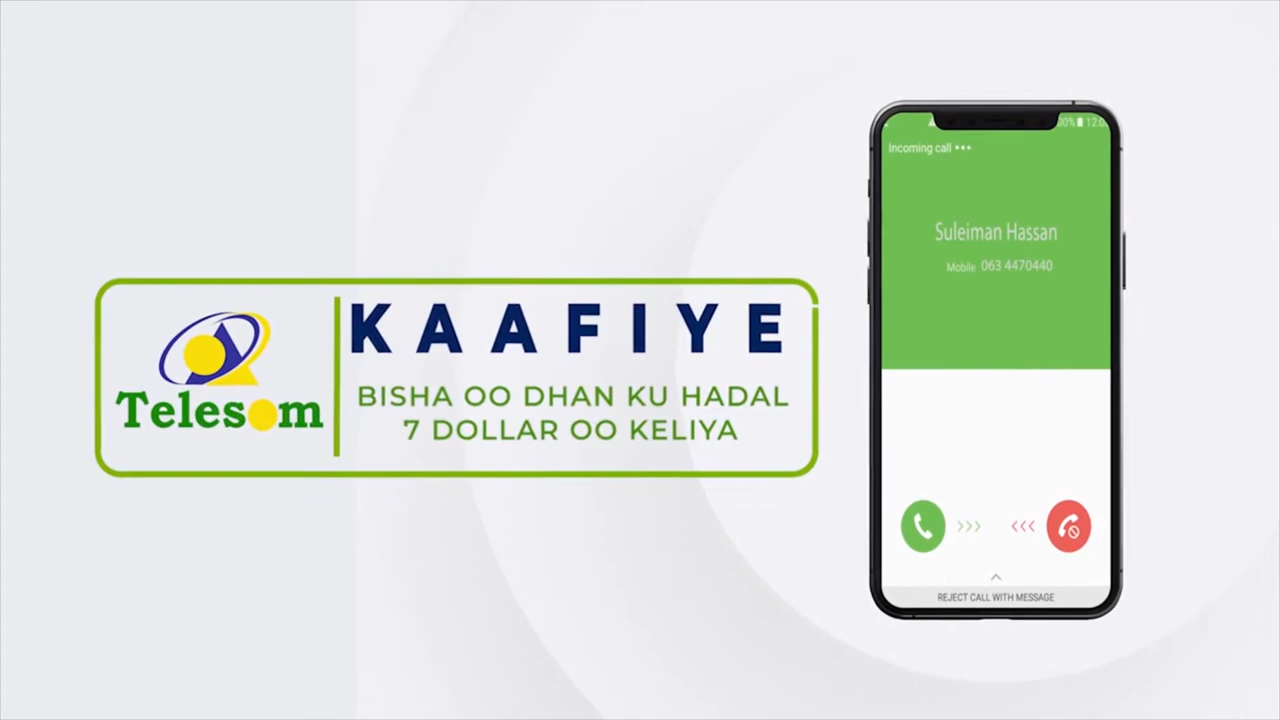 Telesom
KAAFIYE
BISHA OO DHAN KU HADAL
7 DOLLAR OO KELIYA
Incoming call •••
Suleiman Hassan
Mobile 063 4470440
REJECT CALL WITH MESSAGE